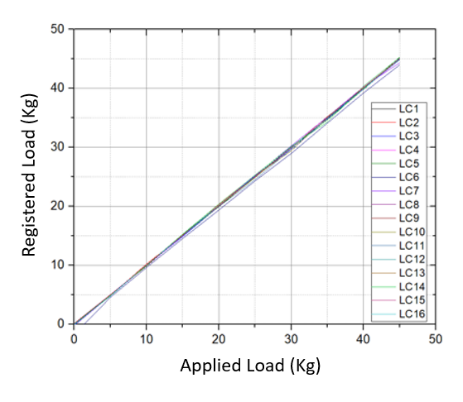 50
40
30
20
10
0
0
10
20
30
40
50
Registered Load (Kg)
Applied Load (Kg)
LC1
LC2
LC3
LC4
LC5
LC6
LC7
LC8
LC9
LC10
LC11
LC12
LC13
LC14
LC15
LC16